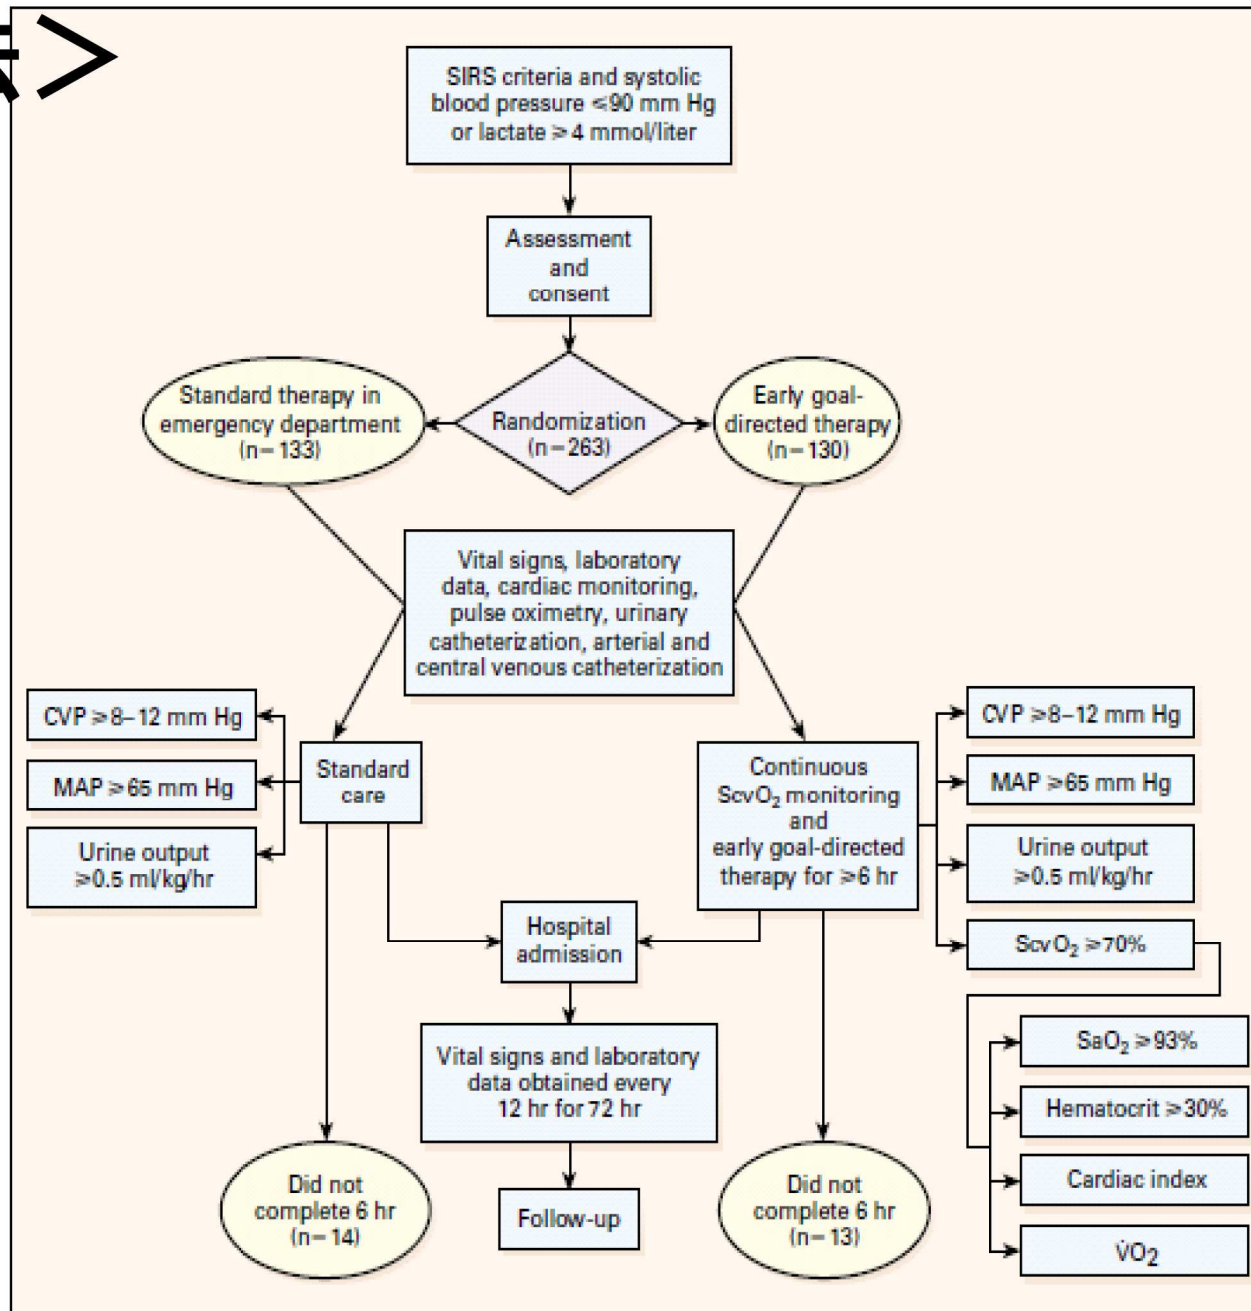 SIRS criteria and systolic
blood pressure ≤90 mm Hg
or lactate ≥4 mmol/liter
Assessment
and
consent
Standard therapy in
emergency department
(n=133)
Randomization
(n=263)
Early goal-
directed therapy
(n=130)
Vital signs, laboratory
data, cardiac monitoring,
pulse oximetry, urinary
catheterization, arterial and
central venous catheterization
CVP ≥8–12 mm Hg
MAP ≥65 mm Hg
Urine output
≥0.5 ml/kg/hr
Standard
care
Continuous
ScvO₂ monitoring
and
early goal-directed
therapy for ≥6 hr
CVP ≥8–12 mm Hg
MAP ≥65 mm Hg
Urine output
≥0.5 ml/kg/hr
ScvO₂ ≥70%
SaO₂ ≥93%
Hematocrit ≥30%
Cardiac index
V̇O₂
Hospital
admission
Vital signs and laboratory
data obtained every
12 hr for 72 hr
Follow-up
Did not
complete 6 hr
(n=14)
Did not
complete 6 hr
(n=13)